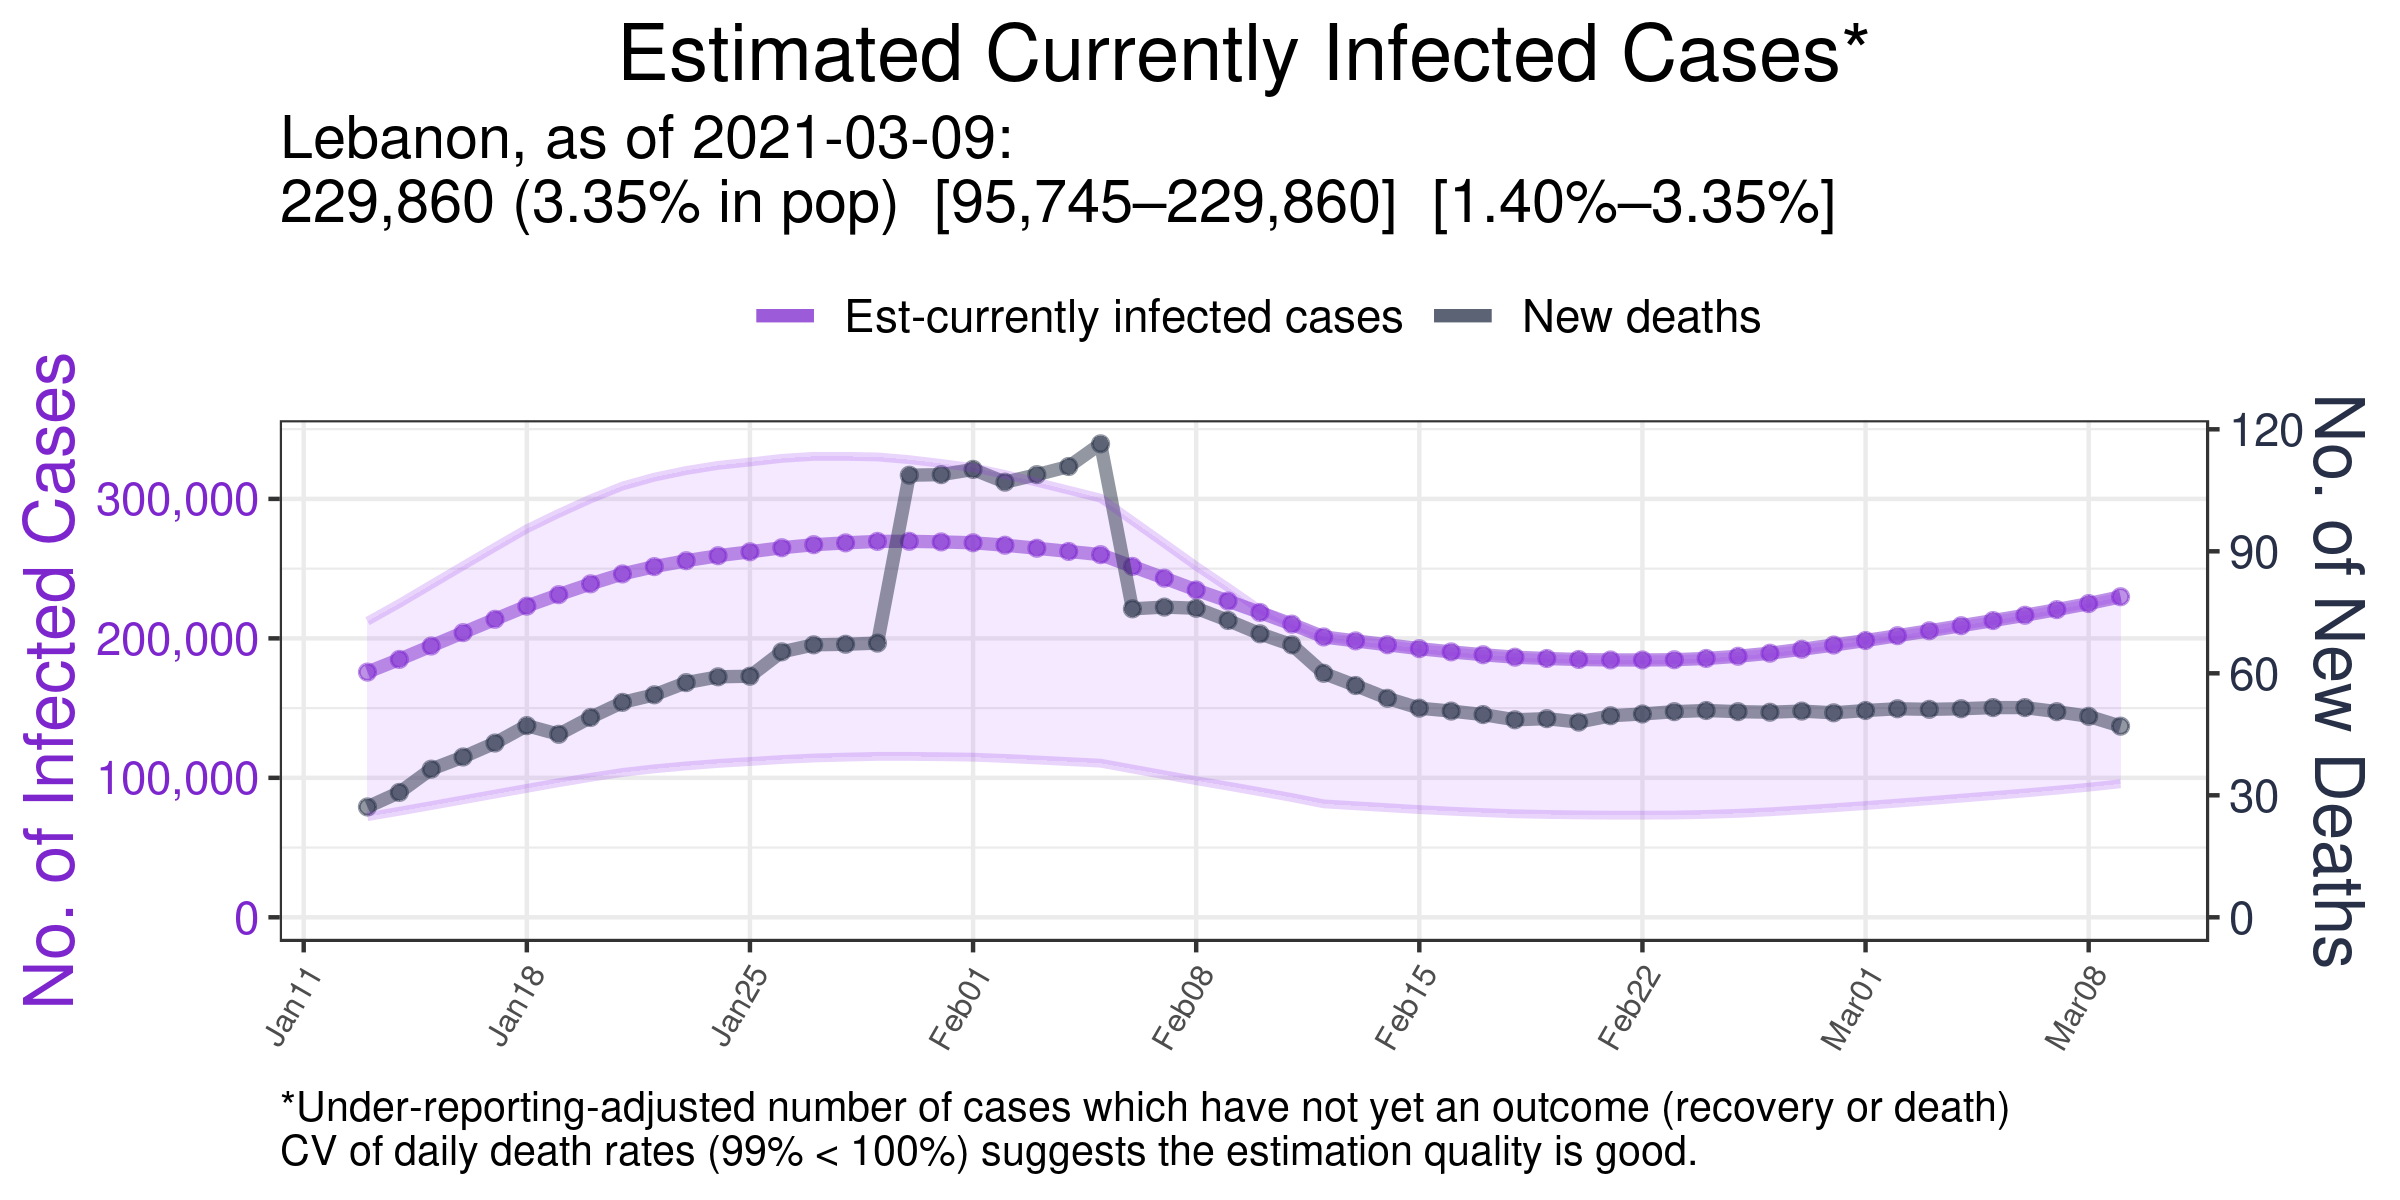 Estimated Currently Infected Cases*
Lebanon, as of 2021-03-09:
229,860 (3.35% in pop) [95,745–229,860] [1.40%–3.35%]
Est-currently infected cases
New deaths
No. of Infected Cases
300,000
200,000
100,000
0
120
90
60
30
0
No. of New Deaths
Jan11
Jan18
Jan25
Feb01
Feb08
Feb15
Feb22
Mar01
Mar08
*Under-reporting-adjusted number of cases which have not yet an outcome (recovery or death)
CV of daily death rates (99% < 100%) suggests the estimation quality is good.